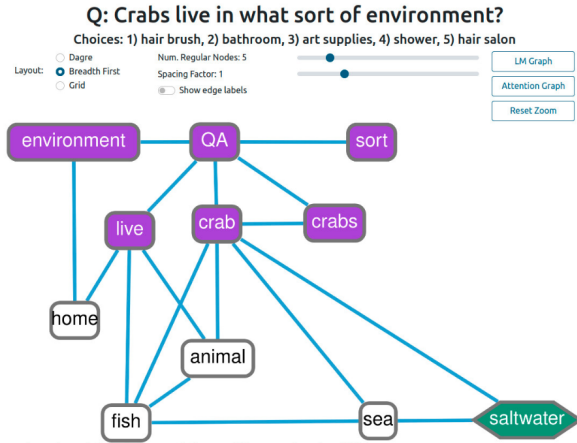 Q: Crabs live in what sort of environment?
Choices: 1) hair brush, 2) bathroom, 3) art supplies, 4) shower, 5) hair salon
Layout:
Dagre
Breadth First
Grid
Num. Regular Nodes: 5
Spacing Factor: 1
Show edge labels
LM Graph
Attention Graph
Reset Zoom
environment
QA
sort
live
crab
crabs
home
animal
fish
sea
saltwater